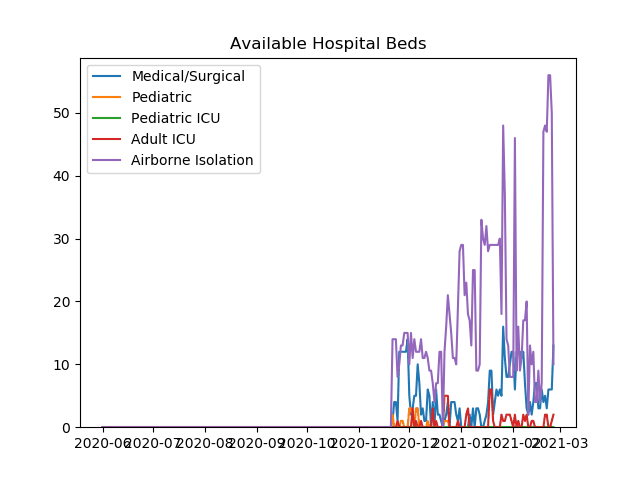 Available Hospital Beds
Medical/Surgical
Pediatric
Pediatric ICU
Adult ICU
Airborne Isolation
50
40
30
20
10
0
2020-06 2020-07 2020-08 2020-09 2020-10 2020-11 2020-12 2021-01 2021-02 2021-03